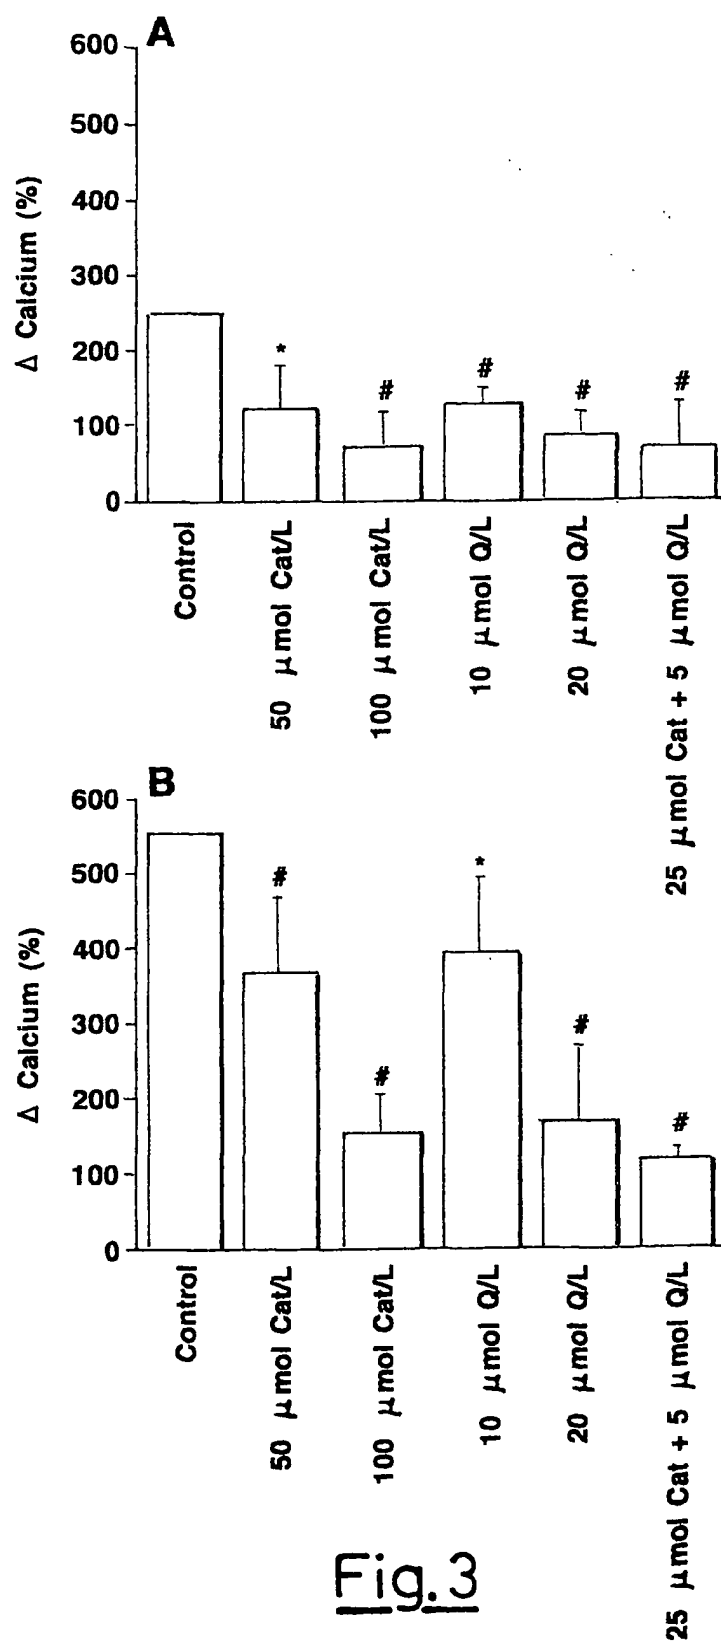 A
600
500
400
300
200
100
0
Δ Calcium (%)
*
#
#
#
#
Control
50 μmol Cat/L
100 μmol Cat/L
10 μmol Q/L
20 μmol Q/L
25 μmol Cat + 5 μmol Q/L
B
600
500
400
300
200
100
0
Δ Calcium (%)
#
#
*
#
#
Control
50 μmol Cat/L
100 μmol Cat/L
10 μmol Q/L
20 μmol Q/L
25 μmol Cat + 5 μmol Q/L
Fig.3